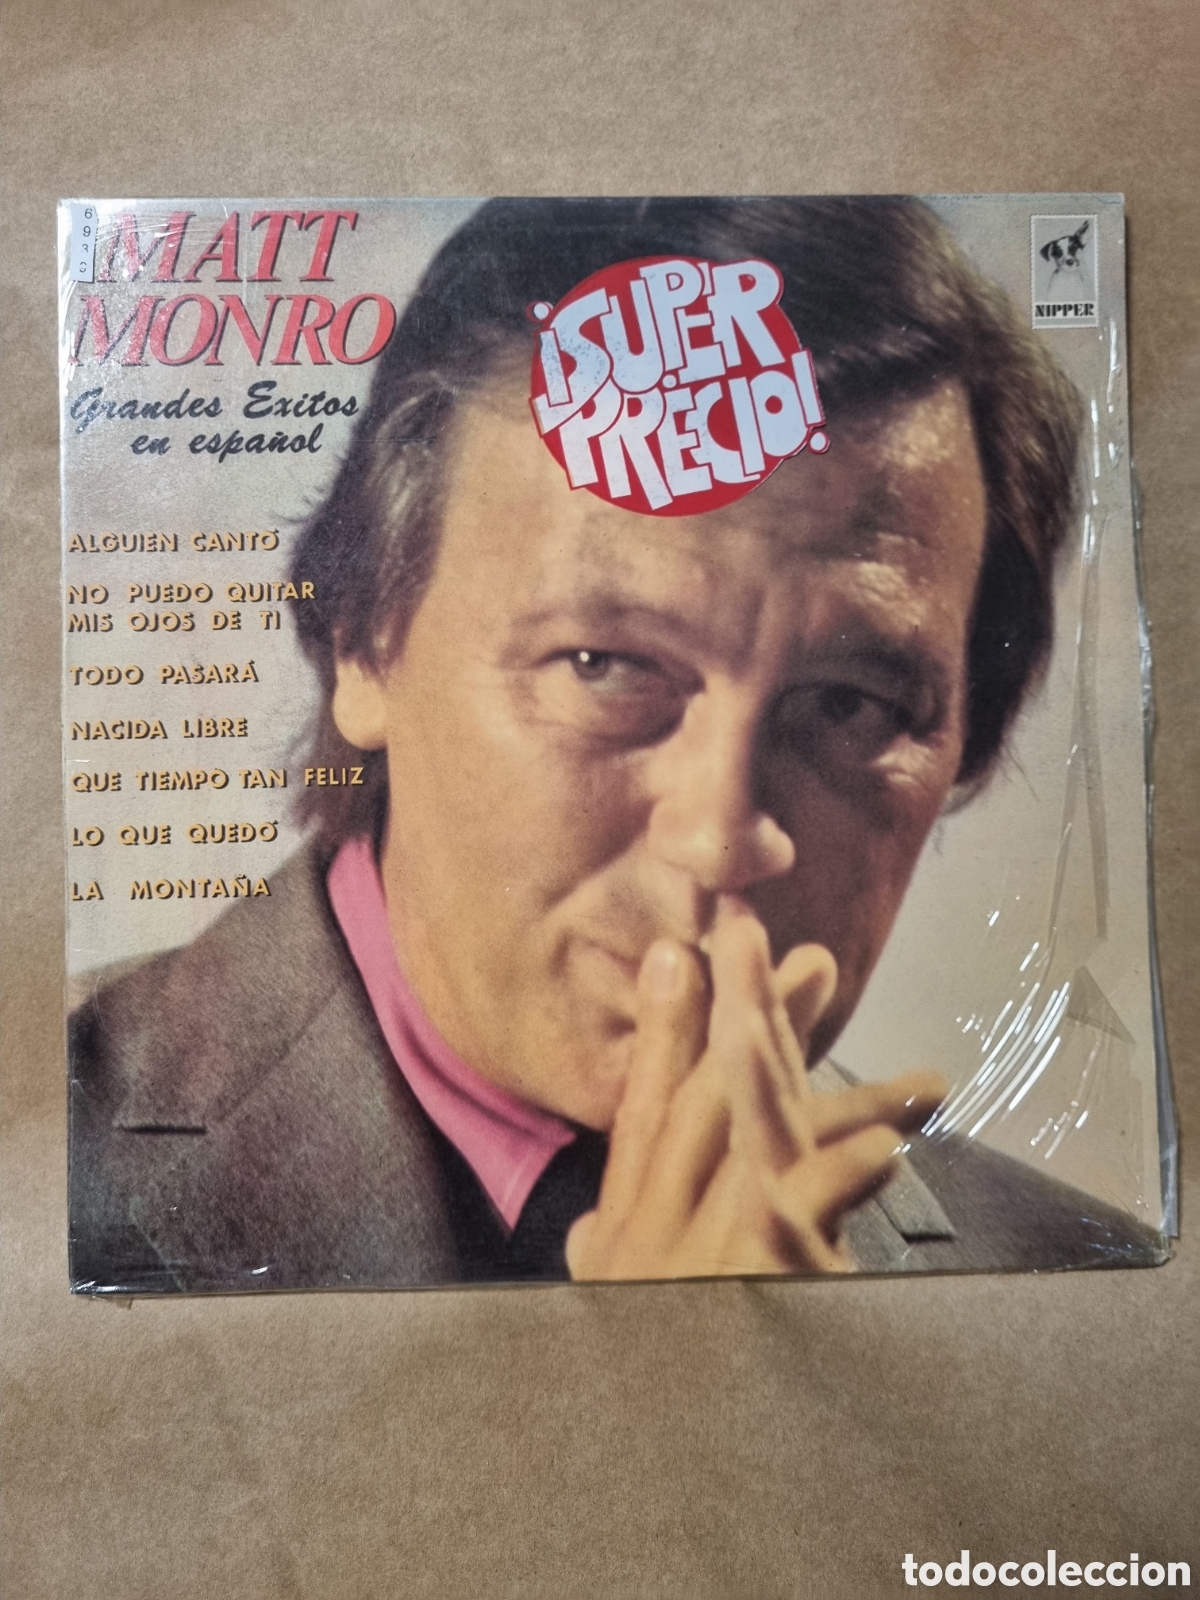 MATT
MONRO
Grandes Exitos
en español
¡SUPER
PRECIO!
NIPPER
ALGUIEN CANTÓ
NO PUEDO QUITAR
MIS OJOS DE TI
TODO PASARÁ
NACIDA LIBRE
QUE TIEMPO TAN FELIZ
LO QUE QUEDÓ
LA MONTAÑA
todocoleccion